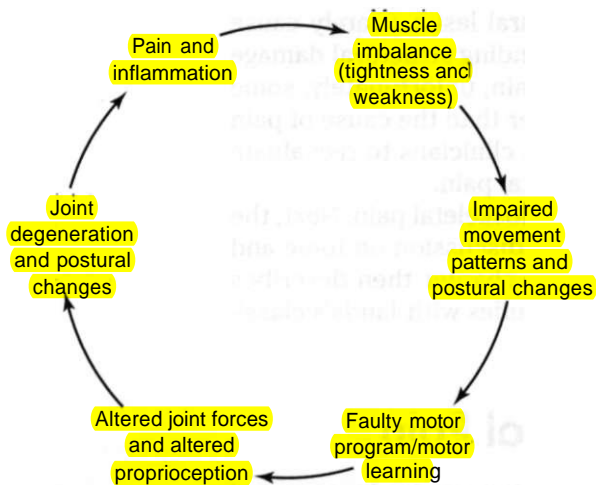 Pain and
inflammation
Muscle
imbalance
(tightness and
weakness)
Impaired
movement
patterns and
postural changes
Faulty motor
program/motor
learning
Altered joint forces
and altered
proprioception
Joint
degeneration
and postural
changes